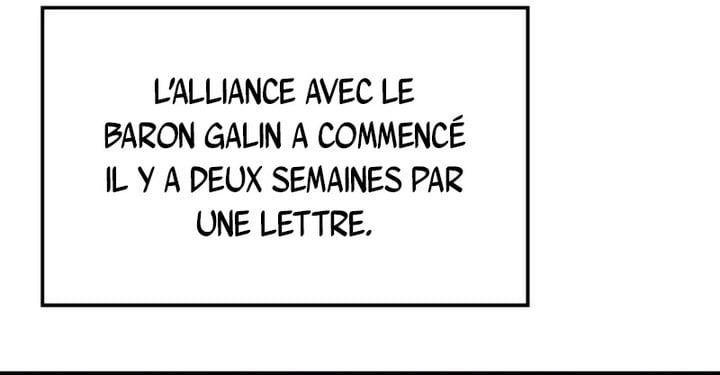 L'ALLIANCE AVEC LE
BARON GALIN A COMMENCÉ
IL Y A DEUX SEMAINES PAR
UNE LETTRE.